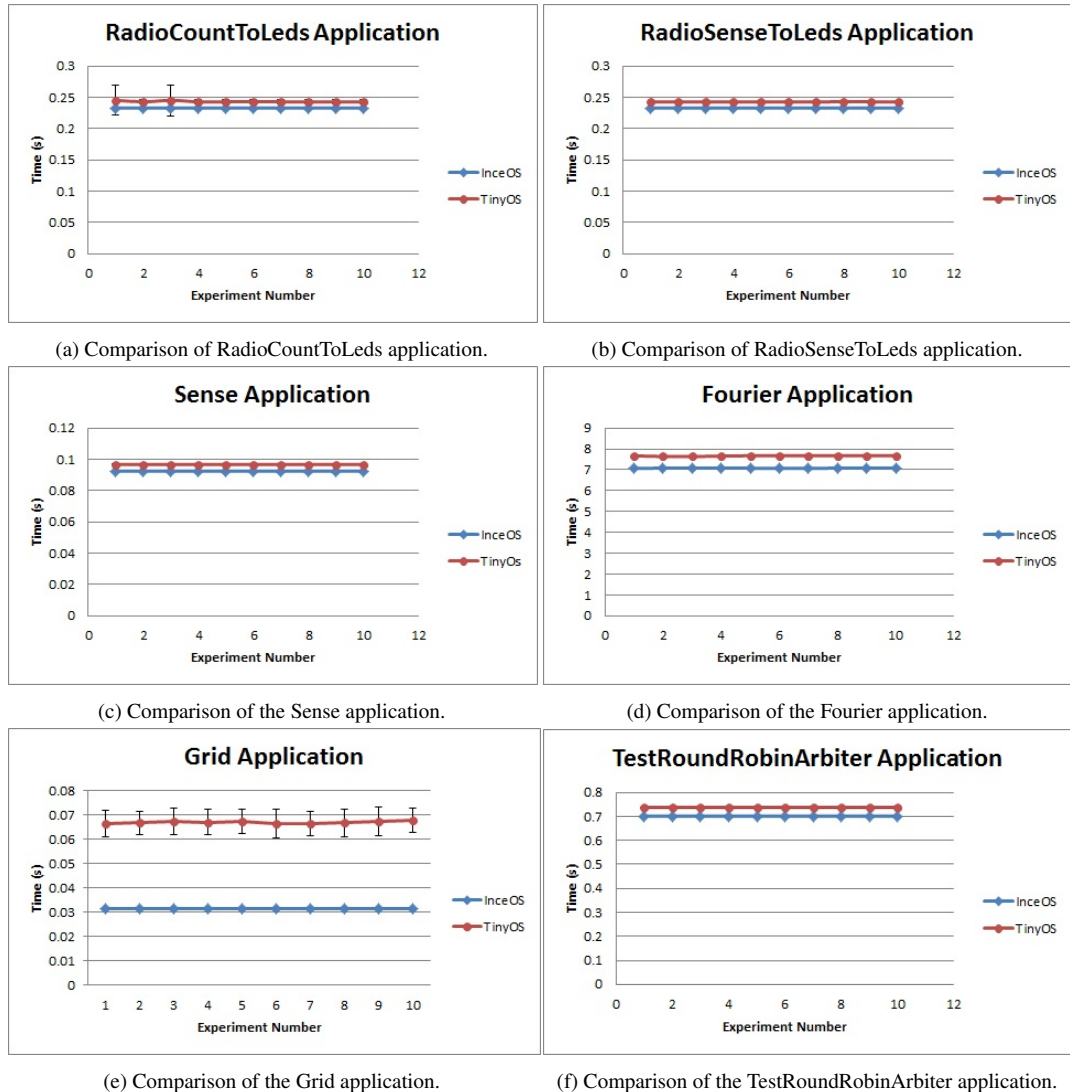 RadioCountToLeds Application
0.3
0.25
0.2
0.15
0.1
0.05
0
Time (s)
0 2 4 6 8 10 12
Experiment Number
InceOS
TinyOS
(a) Comparison of RadioCountToLeds application.
RadioSenseToLeds Application
0.3
0.25
0.2
0.15
0.1
0.05
0
Time (s)
0 2 4 6 8 10 12
Experiment Number
InceOS
TinyOS
(b) Comparison of RadioSenseToLeds application.
Sense Application
0.12
0.1
0.08
0.06
0.04
0.02
0
Time (s)
0 2 4 6 8 10 12
Experiment Number
InceOS
TinyOs
(c) Comparison of the Sense application.
Fourier Application
9
8
7
6
5
4
3
2
1
0
Time (s)
0 2 4 6 8 10 12
Experiment Number
InceOS
TinyOS
(d) Comparison of the Fourier application.
Grid Application
0.08
0.07
0.06
0.05
0.04
0.03
0.02
0.01
0
Time (s)
1 2 3 4 5 6 7 8 9 10
Experiment Number
InceOS
TinyOS
(e) Comparison of the Grid application.
TestRoundRobinArbiter Application
0.8
0.7
0.6
0.5
0.4
0.3
0.2
0.1
0
Time (s)
0 2 4 6 8 10 12
Experiment Number
InceOS
TinyOS
(f) Comparison of the TestRoundRobinArbiter application.